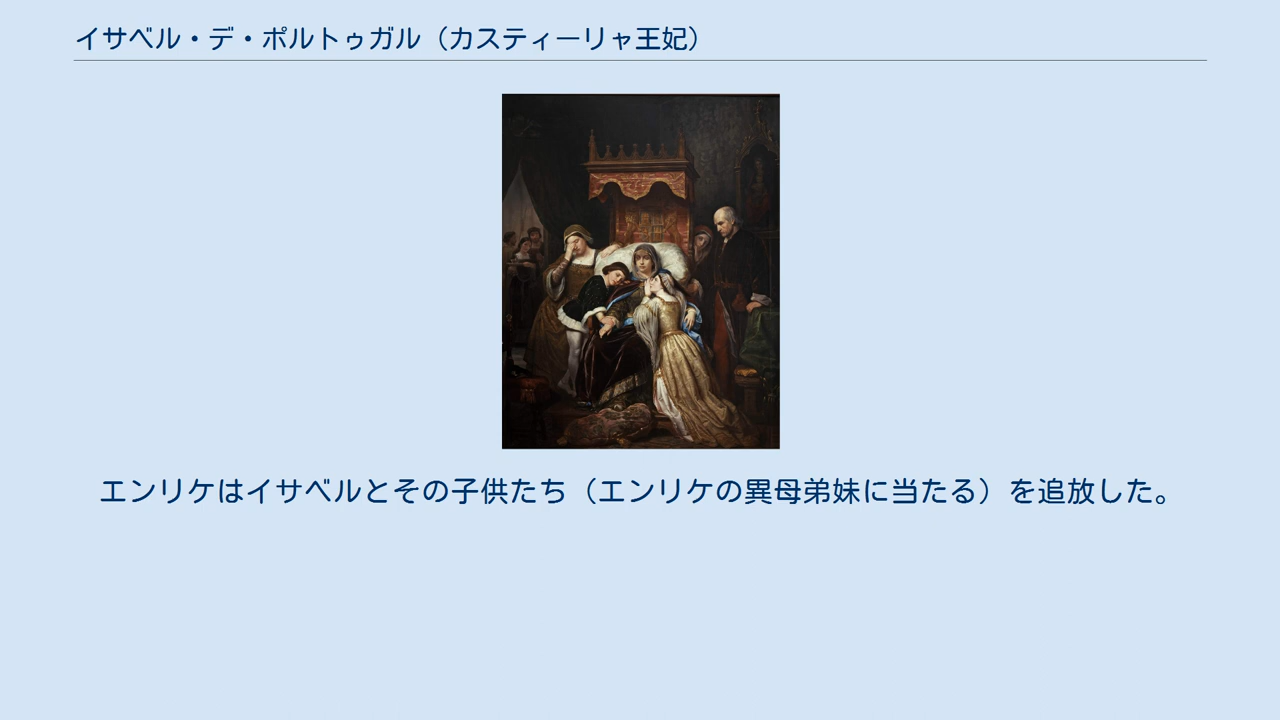 イサベル・デ・ポルトゥガル（カスティーリャ王妃）
エンリケはイサベルとその子供たち（エンリケの異母弟妹に当たる）を追放した。